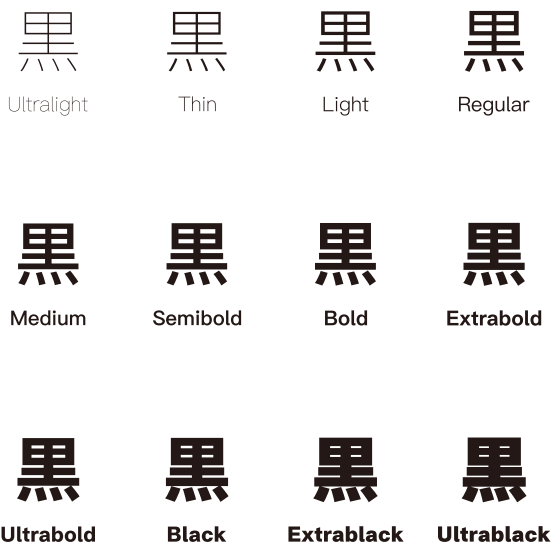 黒 黒 黒 黒
Ultralight Thin Light Regular
黒 黒 黒 黒
Medium Semibold Bold Extrabold
黒 黒 黒 黒
Ultrabold Black Extrablack Ultrablack